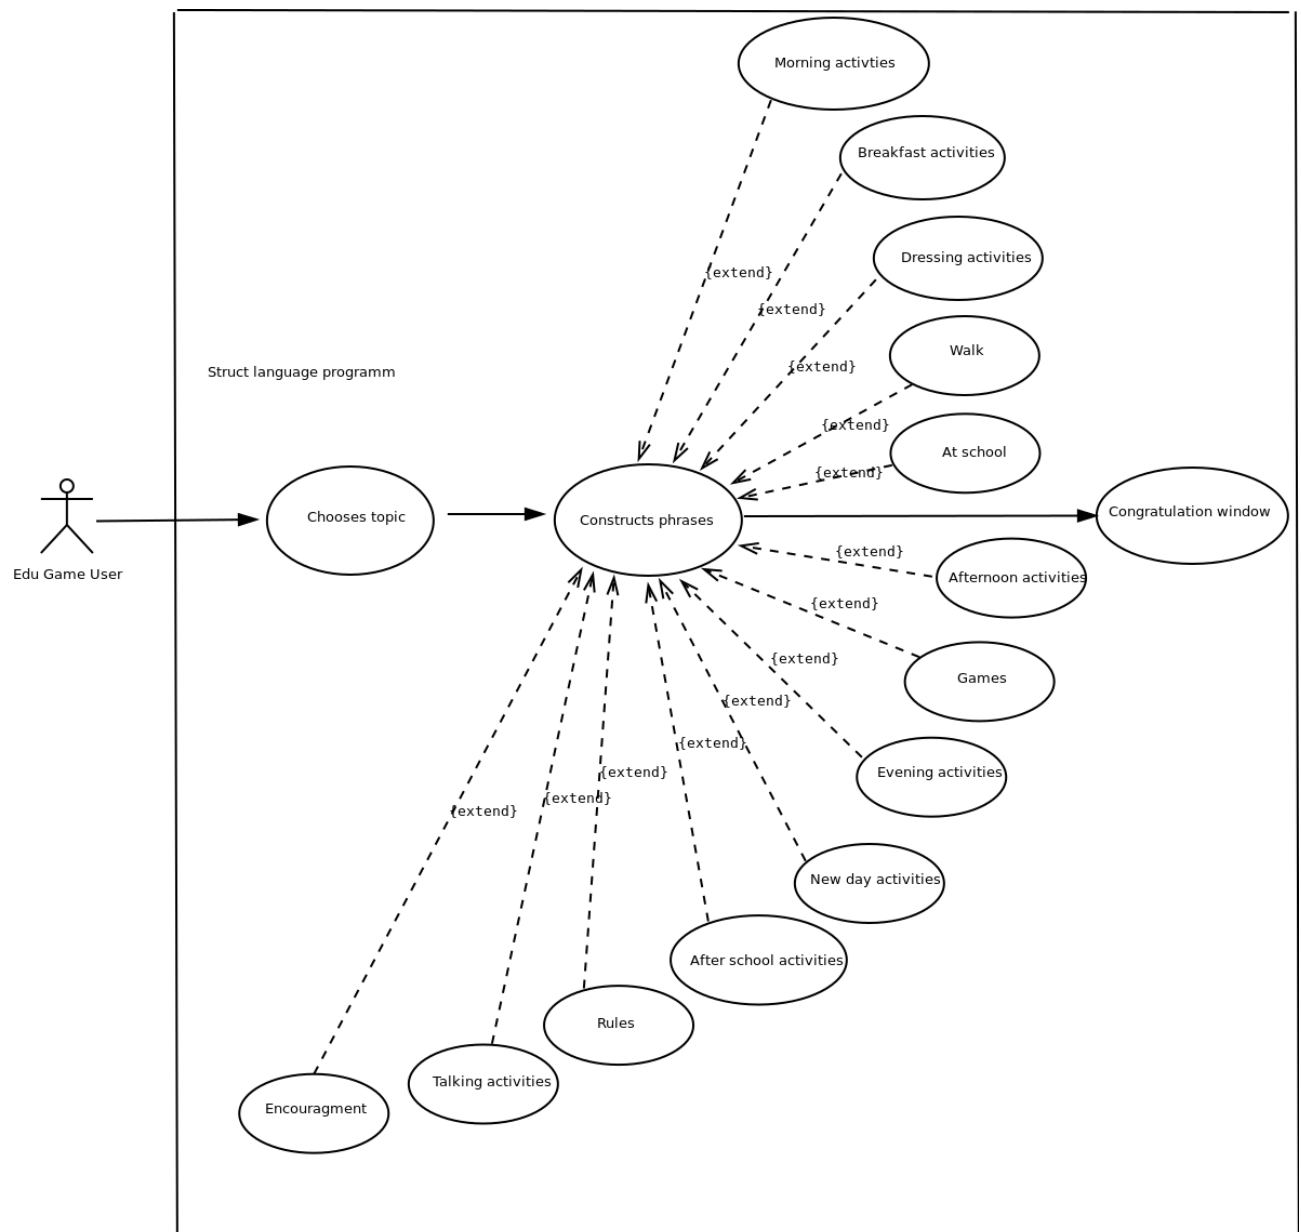 Morning activties
Breakfast activities
Dressing activities
{extend}
{extend}
Walk
{extend}
Struct language programm
{extend}
At school
{extend}
Chooses topic
Constructs phrases
Congratulation window
{extend}
Edu Game User
Afternoon activities
{extend}
{extend}
Games
{extend}
{extend}
{extend}
Evening activities
{extend}
{extend}
New day activities
After school activities
Rules
Talking activities
Encouragment